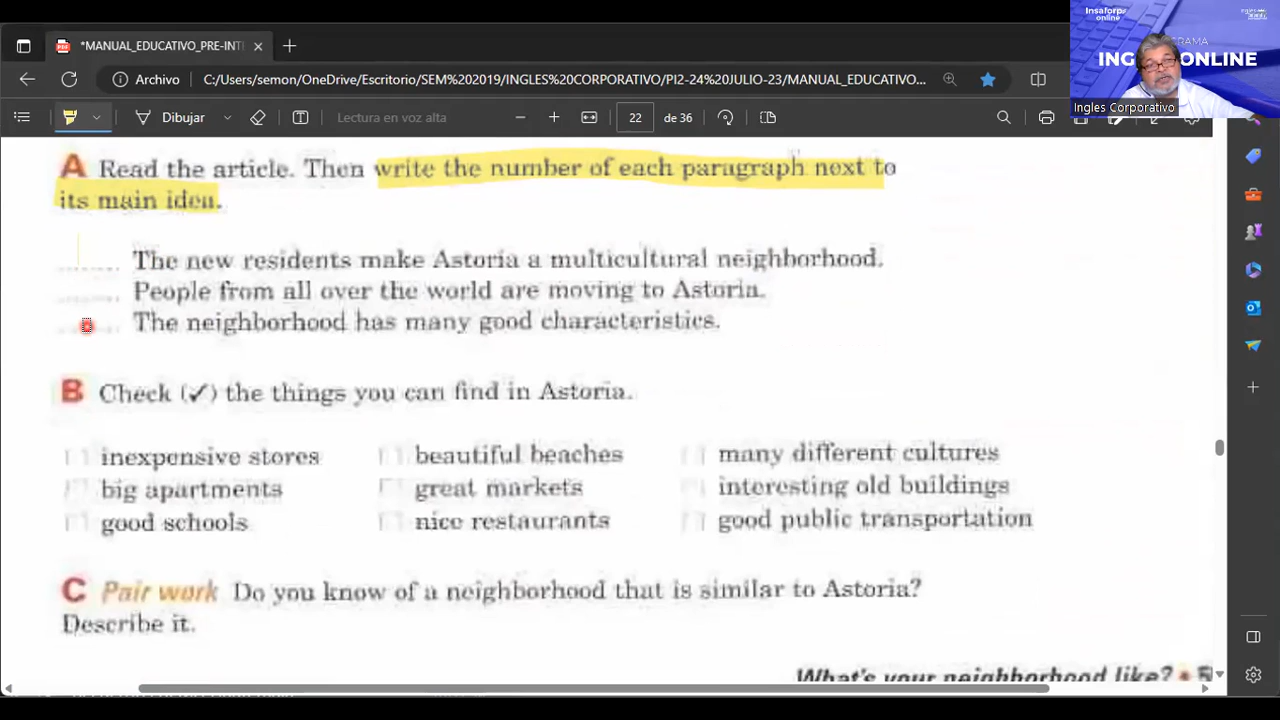 *MANUAL_EDUCATIVO_PRE-INT
Archivo C:/Users/semon/OneDrive/Escritorio/SEM%202019/INGLES%20CORPORATIVO/PI2-24%20JULIO-23/MANUAL_EDUCATIVO...
Dibujar Lectura en voz alta 22 de 36
Insaforp
online
INGLES ONLINE
Ingles Corporativo
A Read the article. Then write the number of each paragraph next to
its main idea.
The new residents make Astoria a multicultural neighborhood.
People from all over the world are moving to Astoria.
The neighborhood has many good characteristics.
B Check (✓) the things you can find in Astoria.
inexpensive stores beautiful beaches many different cultures
big apartments great markets interesting old buildings
good schools nice restaurants good public transportation
C Pair work Do you know of a neighborhood that is similar to Astoria?
Describe it.
What's your neighborhood like? • 5